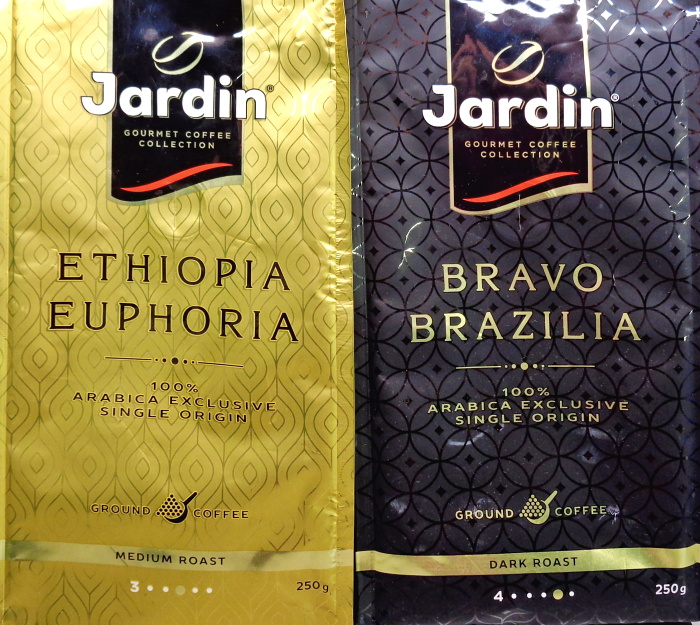 Jardin®
GOURMET COFFEE
COLLECTION
ETHIOPIA
EUPHORIA
100%
ARABICA EXCLUSIVE
SINGLE ORIGIN
GROUND COFFEE
MEDIUM ROAST
3
250g
Jardin®
GOURMET COFFEE
COLLECTION
BRAVO
BRAZILIA
100%
ARABICA EXCLUSIVE
SINGLE ORIGIN
GROUND COFFEE
DARK ROAST
4
250g